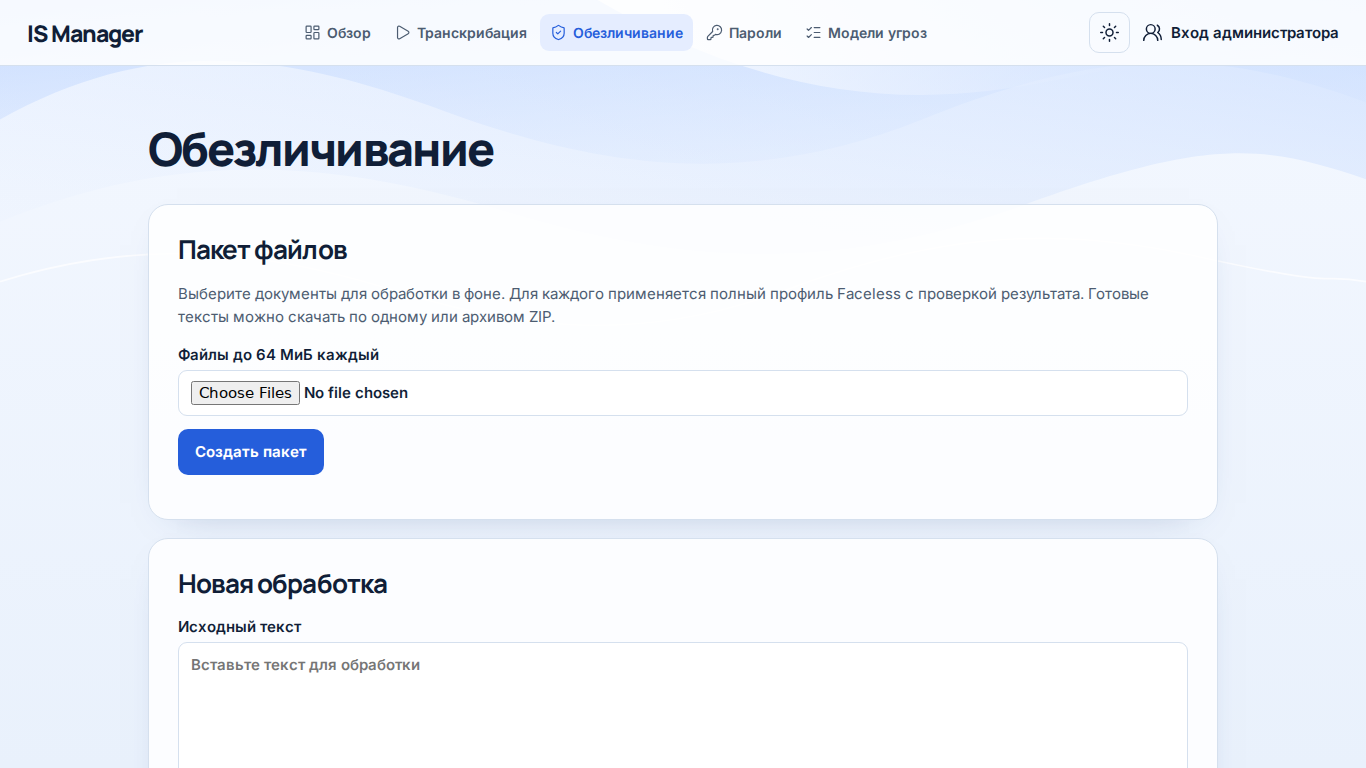 IS Manager
Обзор
Транскрибация
Обезличивание
Пароли
Модели угроз
Вход администратора
Обезличивание
Пакет файлов
Выберите документы для обработки в фоне. Для каждого применяется полный профиль Faceless с проверкой результата. Готовые
тексты можно скачать по одному или архивом ZIP.
Файлы до 64 МиБ каждый
Choose Files No file chosen
Создать пакет
Новая обработка
Исходный текст
Вставьте текст для обработки